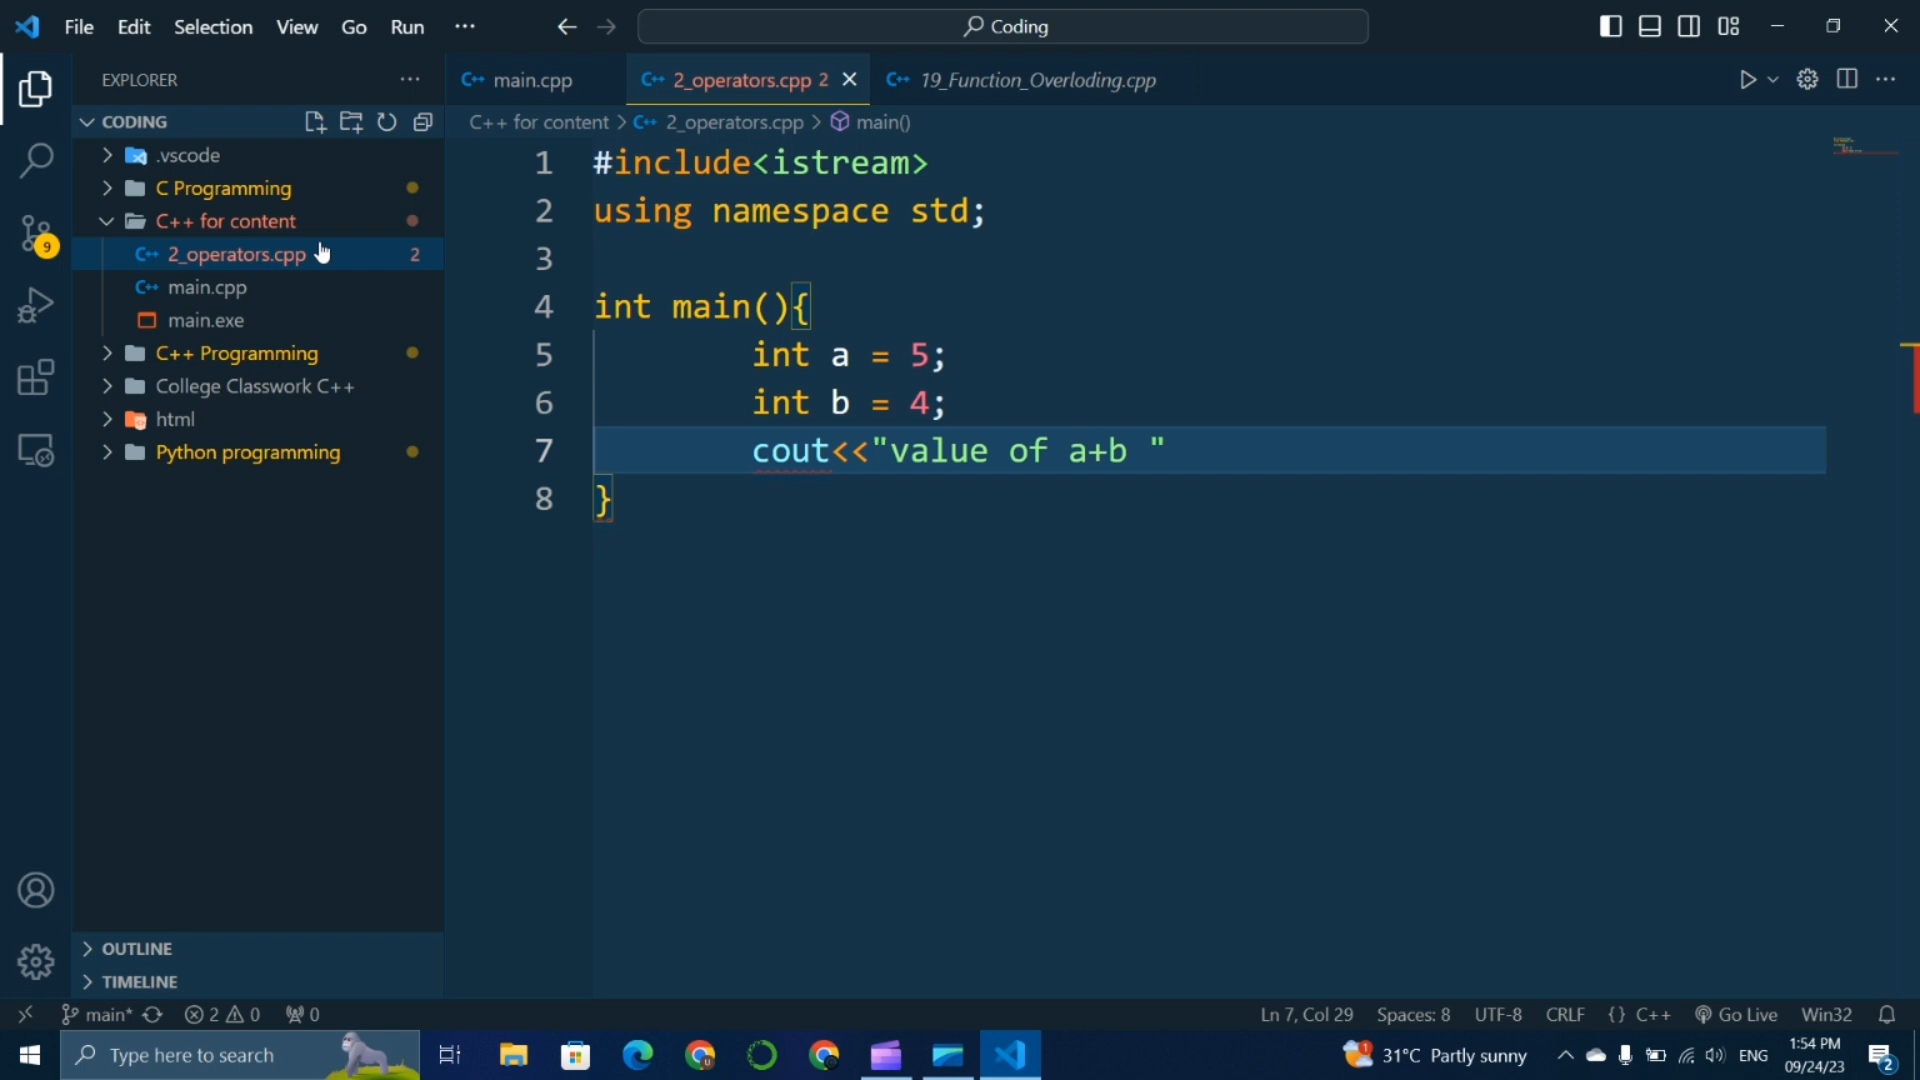 File Edit Selection View Go Run ··· Coding
EXPLORER ···
main.cpp
2_operators.cpp 2
19_Function_Overloding.cpp
CODING
.vscode
C Programming
C++ for content
2_operators.cpp 2
main.cpp
main.exe
C++ Programming
College Classwork C++
html
Python programming
OUTLINE
TIMELINE
C++ for content > 2_operators.cpp > main()
1 #include<istream>
2 using namespace std;
3
4 int main(){
5 int a = 5;
6 int b = 4;
7 cout<<"value of a+b "
8 }
9
main* 2 0 0 Ln 7, Col 29 Spaces: 8 UTF-8 CRLF {} C++ Go Live Win32
Type here to search
1
31°C Partly sunny
ENG
1:54 PM
09/24/23
2